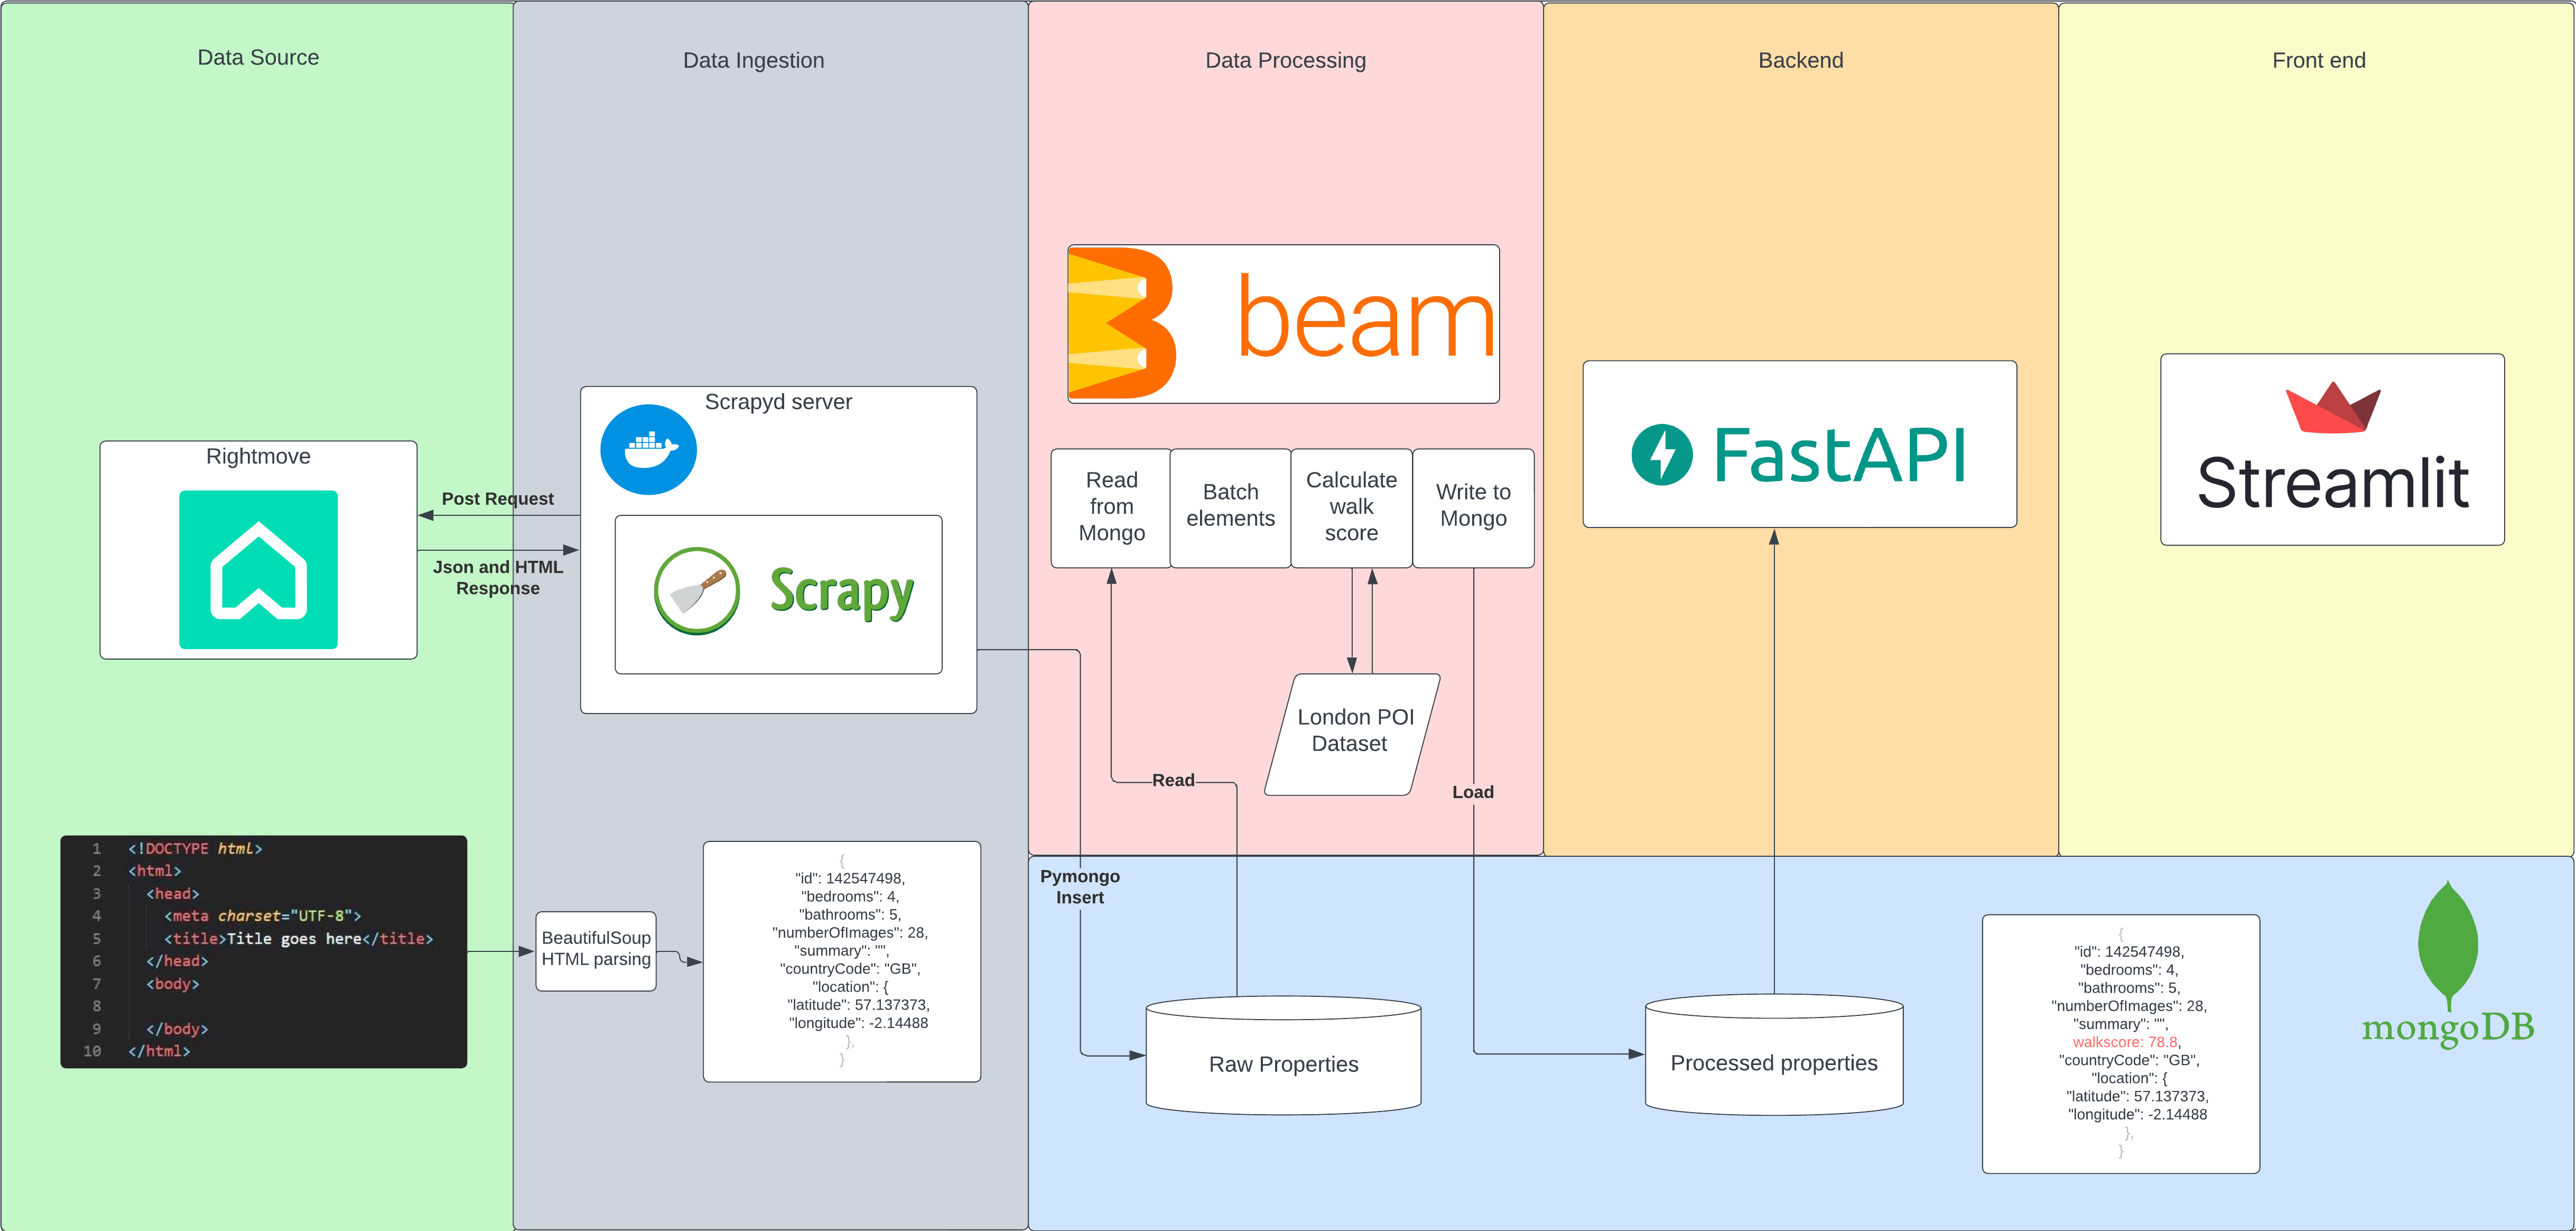 Data Source
Data Ingestion
Data Processing
Backend
Front end
Rightmove
Post Request
Json and HTML
Response
Scrapyd server
Scrapy
beam
Read
from
Mongo
Batch
elements
Calculate
walk
score
Write to
Mongo
London POI
Dataset
Read
Load
FastAPI
Streamlit
1 <!DOCTYPE html>
2 <html>
3 <head>
4 <meta charset="UTF-8">
5 <title>Title goes here</title>
6 </head>
7 <body>
8
9 </body>
10 </html>
BeautifulSoup
HTML parsing
{
"id": 142547498,
"bedrooms": 4,
"bathrooms": 5,
"numberOfImages": 28,
"summary": "",
"countryCode": "GB",
"location": {
"latitude": 57.137373,
"longitude": -2.14488
},
}
Pymongo
Insert
Raw Properties
Processed properties
{
"id": 142547498,
"bedrooms": 4,
"bathrooms": 5,
"numberOfImages": 28,
"summary": "",
walkscore: 78.8,
"countryCode": "GB",
"location": {
"latitude": 57.137373,
"longitude": -2.14488
},
}
mongoDB